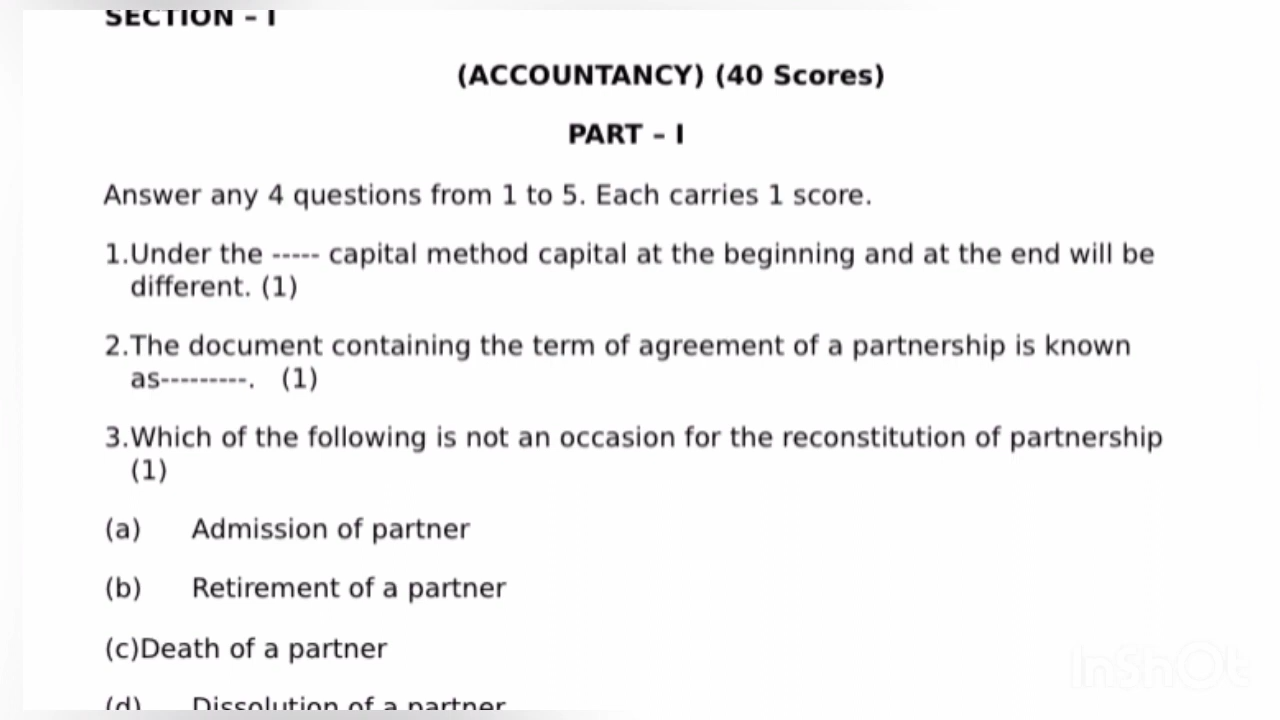 SECTION – I
(ACCOUNTANCY) (40 Scores)
PART – I
Answer any 4 questions from 1 to 5. Each carries 1 score.
1.Under the ----- capital method capital at the beginning and at the end will be
different. (1)
2.The document containing the term of agreement of a partnership is known
as---------. (1)
3.Which of the following is not an occasion for the reconstitution of partnership
(1)
(a) Admission of partner
(b) Retirement of a partner
(c)Death of a partner
(d) Dissolution of a partner
InShOt